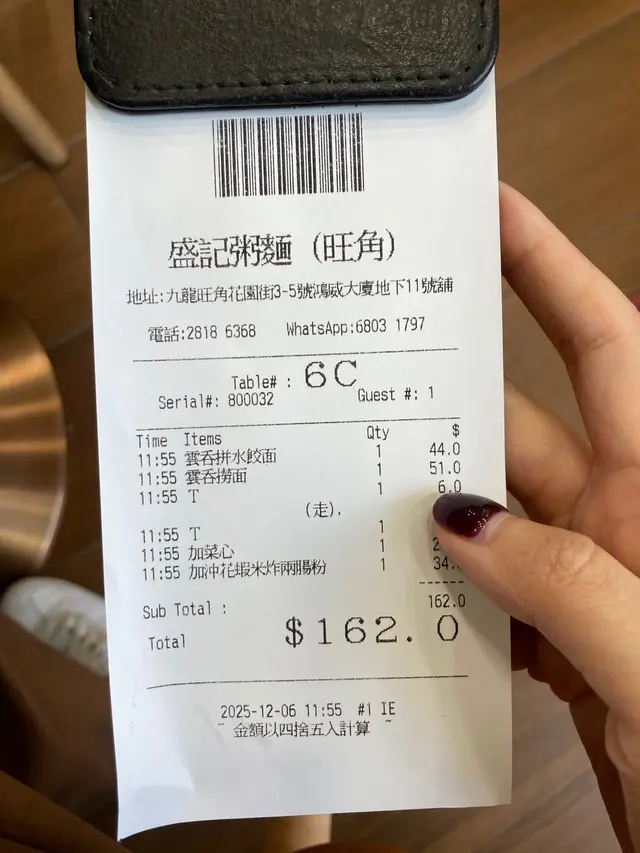 盛記粥麵 (旺角)
地址:九龍旺角花園街3-5號鴻威大廈地下11號舖
電話:2818 6368 WhatsApp:6803 1797
Table# : 6C
Serial#: 800032 Guest #: 1
Time Items Qty $
11:55 雲吞拼水餃面 1 44.0
11:55 雲吞撈面 1 51.0
11:55 T 1 6.0
(走).
11:55 T 1
11:55 加菜心 1
11:55 加沖花蝦米炸兩腸粉 1 34.
Sub Total : 162.0
Total $162.0
2025-12-06 11:55 #1 IE
~ 金額以四捨五入計算 ~